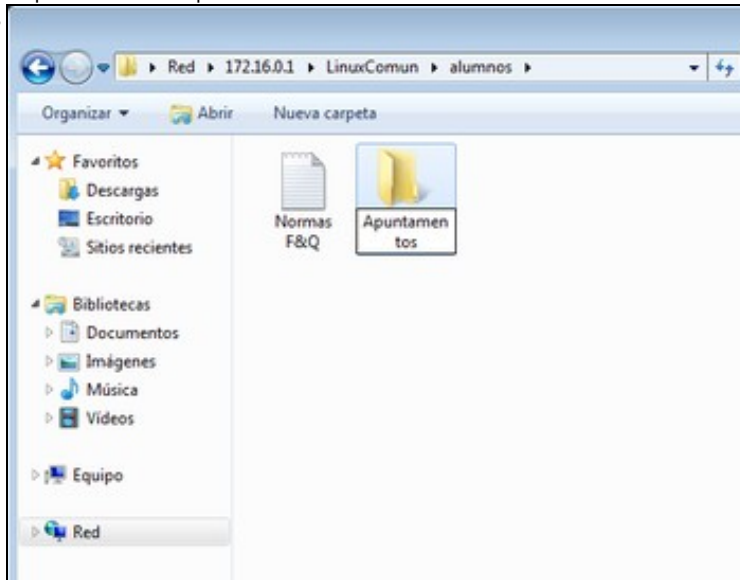 Red ▸ 172.16.0.1 ▸ LinuxComun ▸ alumnos ▸
Organizar Abrir Nueva carpeta
Favoritos
Descargas
Escritorio
Sitios recientes
Bibliotecas
Documentos
Imágenes
Música
Vídeos
Equipo
Red
Normas
F&Q
Apuntamen
tos